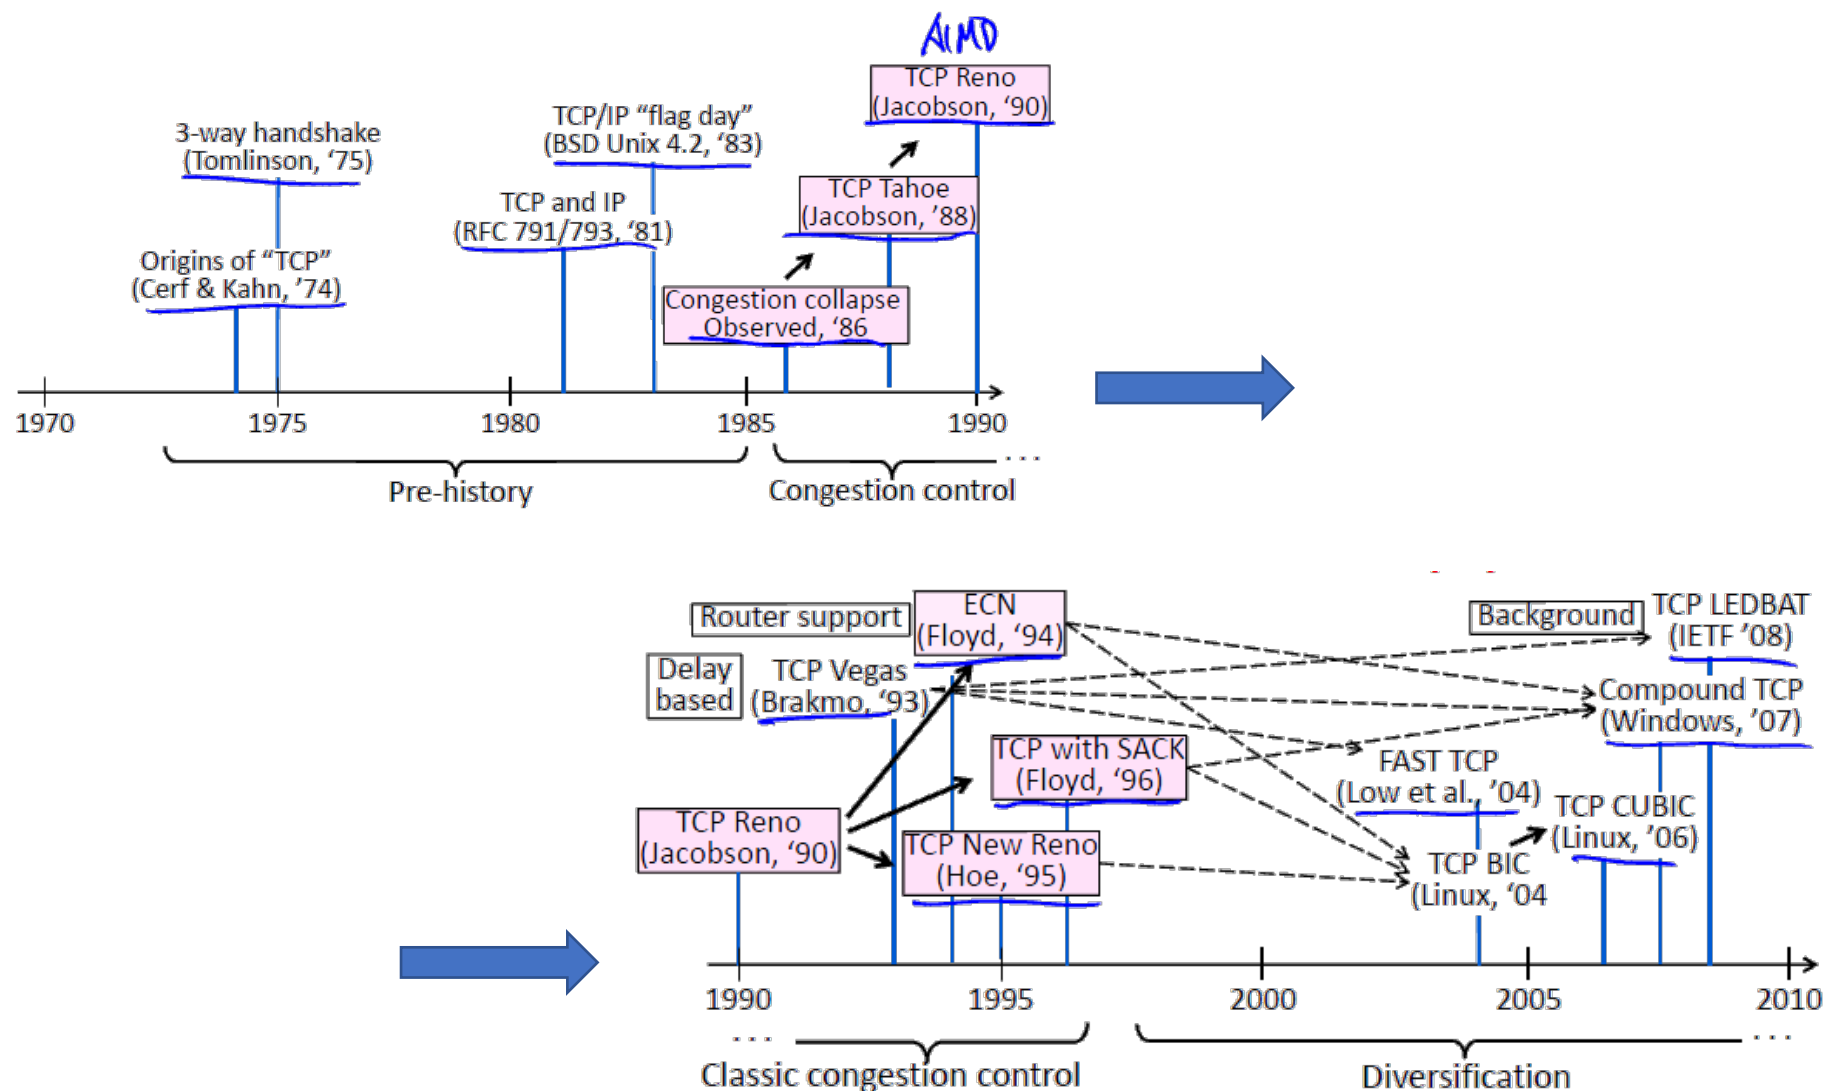 AIMD
TCP Reno
(Jacobson, ‘90)
TCP/IP “flag day”
(BSD Unix 4.2, ‘83)
3-way handshake
(Tomlinson, ‘75)
TCP Tahoe
(Jacobson, ’88)
TCP and IP
(RFC 791/793, ‘81)
Origins of “TCP”
(Cerf & Kahn, ’74)
Congestion collapse
Observed, ‘86
1970 1975 1980 1985 1990
. . .
Pre-history
Congestion control
Router support
ECN
(Floyd, ‘94)
Background
TCP LEDBAT
(IETF ’08)
Delay
based
TCP Vegas
(Brakmo, ‘93)
Compound TCP
(Windows, ’07)
TCP with SACK
(Floyd, ‘96)
FAST TCP
(Low et al., ’04)
TCP Reno
(Jacobson, ‘90)
TCP New Reno
(Hoe, ‘95)
TCP CUBIC
(Linux, ’06)
TCP BIC
(Linux, ‘04
1990 1995 2000 2005 2010
. . . . . .
Classic congestion control
Diversification